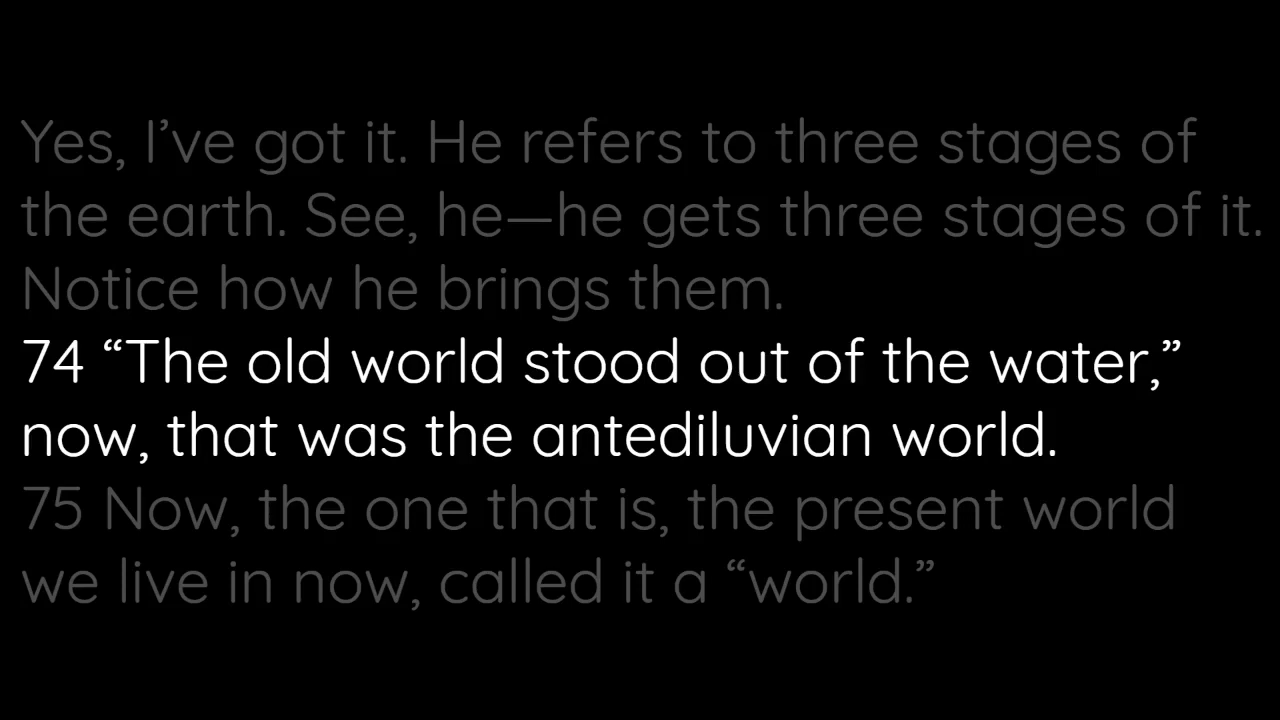 Yes, I’ve got it. He refers to three stages of
the earth. See, he—he gets three stages of it.
Notice how he brings them.
74 “The old world stood out of the water,”
now, that was the antediluvian world.
75 Now, the one that is, the present world
we live in now, called it a “world.”